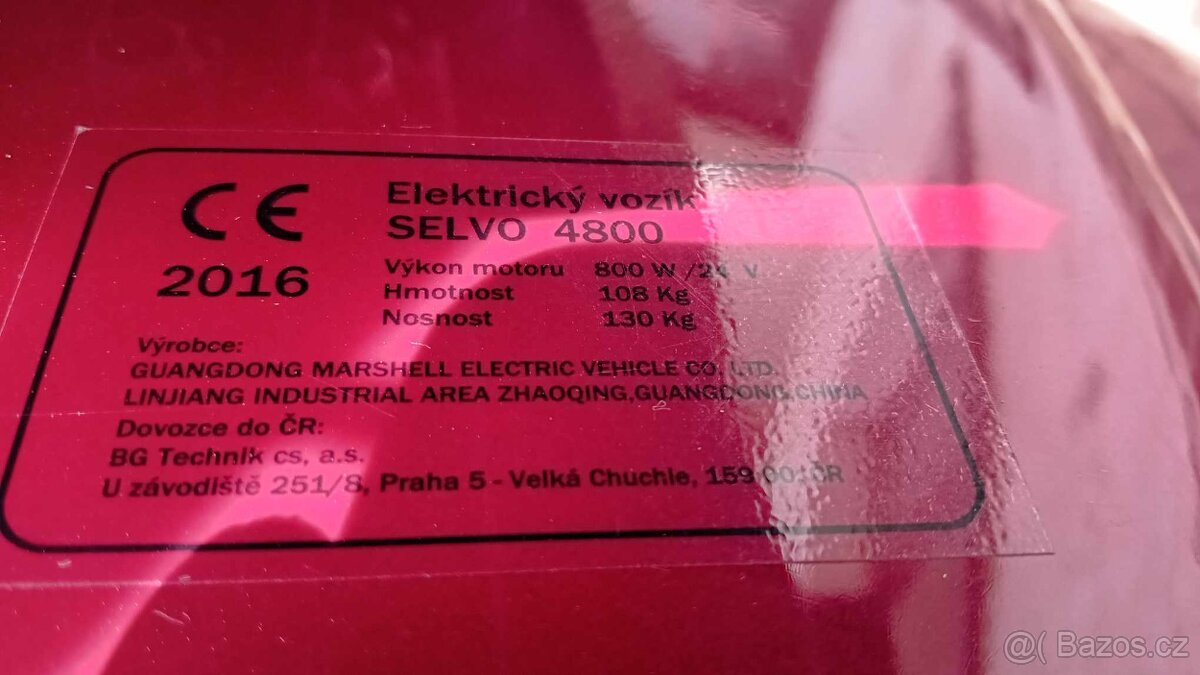 CE
2016
Elektrický vozík
SELVO 4800
Výkon motoru 800 W /24 V
Hmotnost 108 Kg
Nosnost 130 Kg
Výrobce:
GUANGDONG MARSHELL ELECTRIC VEHICLE CO. LTD.
LINJIANG INDUSTRIAL AREA ZHAOQING,GUANGDONG,CHINA
Dovozce do ČR:
BG Technik cs, a.s.
U závodiště 251/8, Praha 5 - Velká Chuchle, 159 00 ČR
@( Bazos.cz